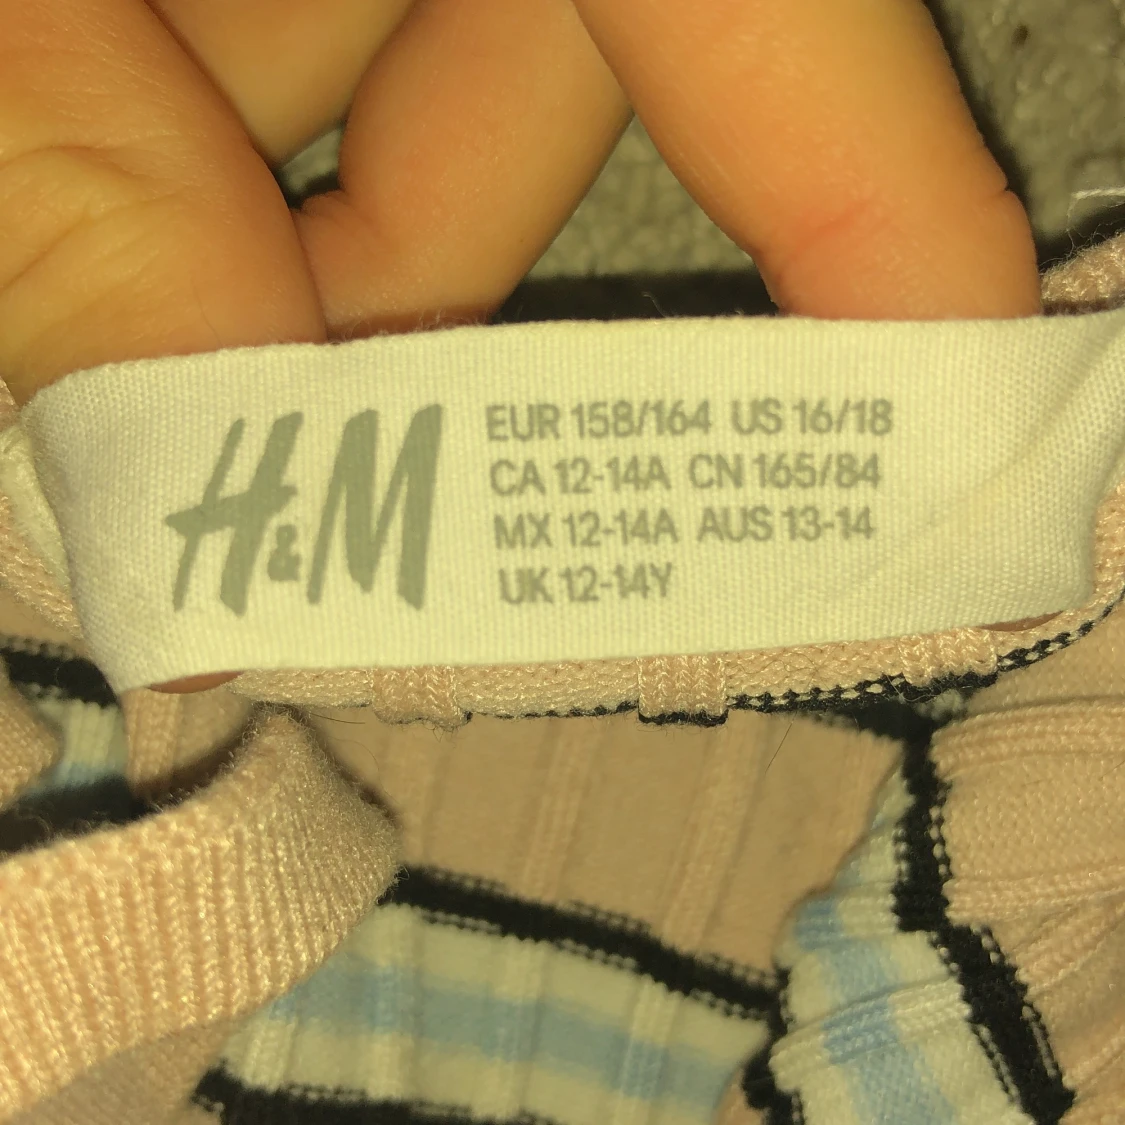 H&M
EUR 158/164 US 16/18
CA 12-14A CN 165/84
MX 12-14A AUS 13-14
UK 12-14Y